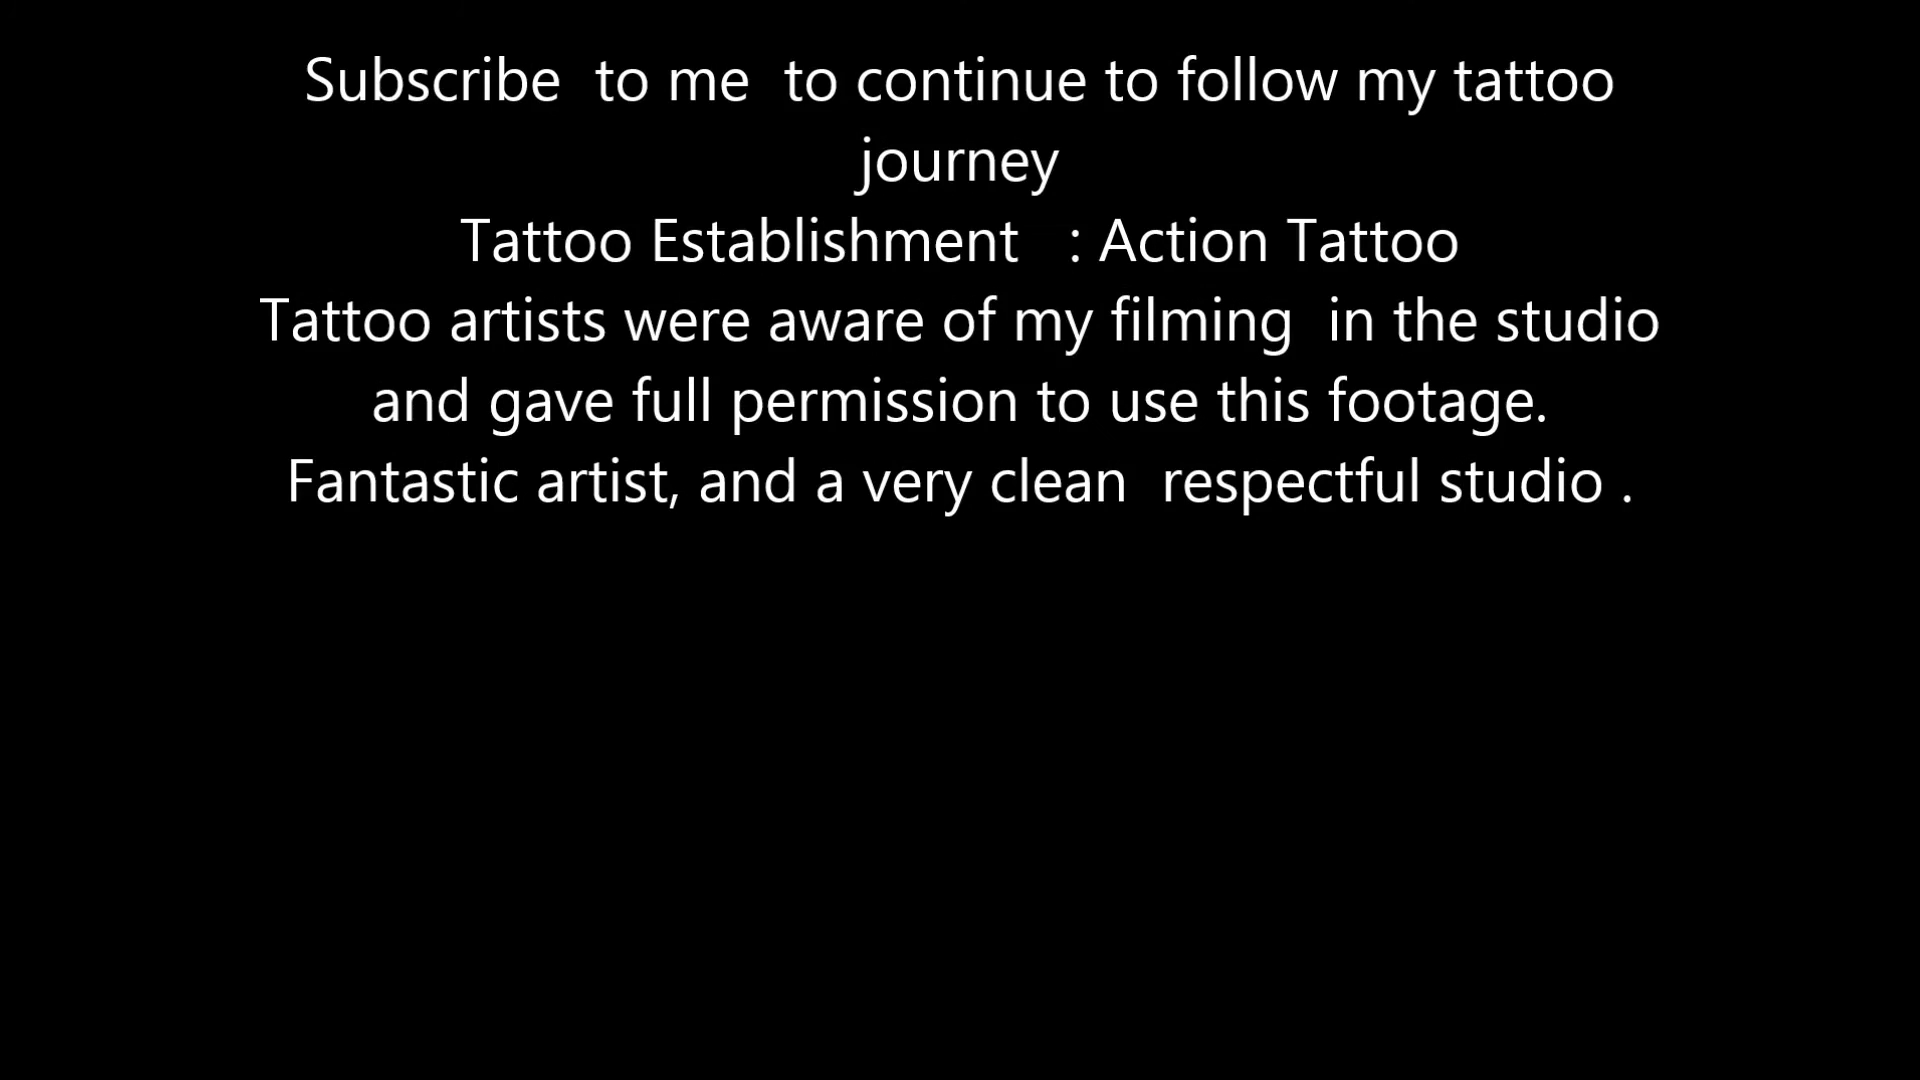 Subscribe  to me  to continue to follow my tattoo
journey
Tattoo Establishment   : Action Tattoo
Tattoo artists were aware of my filming  in the studio
and gave full permission to use this footage.
Fantastic artist, and a very clean  respectful studio .